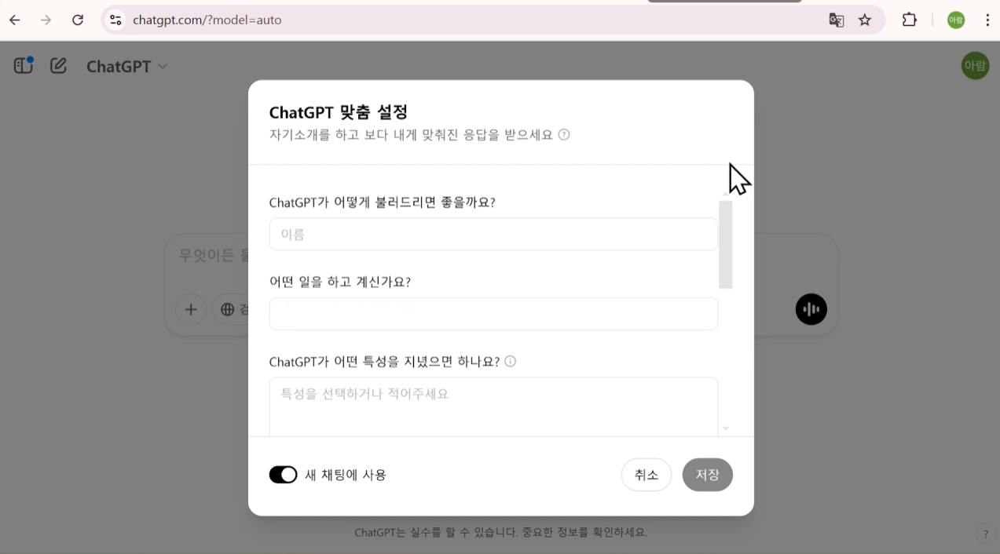 chatgpt.com/?model=auto
아람
ChatGPT
아람
ChatGPT 맞춤 설정
자기소개를 하고 보다 내게 맞춰진 응답을 받으세요
ChatGPT가 어떻게 불러드리면 좋을까요?
이름
무엇이든
어떤 일을 하고 계신가요?
ChatGPT가 어떤 특성을 지녔으면 하나요?
특성을 선택하거나 적어주세요
새 채팅에 사용
취소
저장
ChatGPT는 실수를 할 수 있습니다. 중요한 정보를 확인하세요.
?